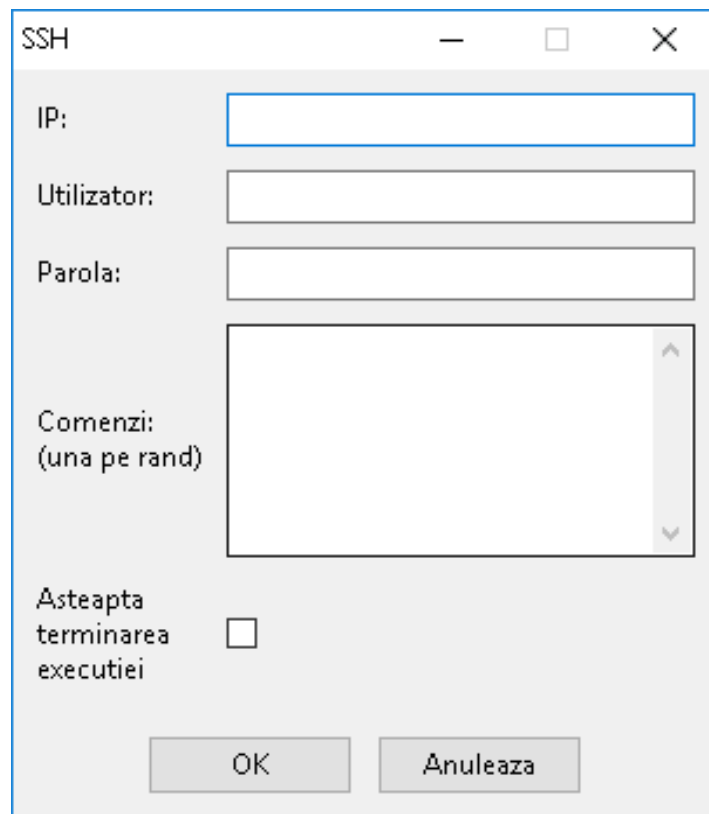 SSH
IP:
Utilizator:
Parola:
Comenzi:
(una pe rand)
Asteapta
terminarea
executiei
OK
Anuleaza